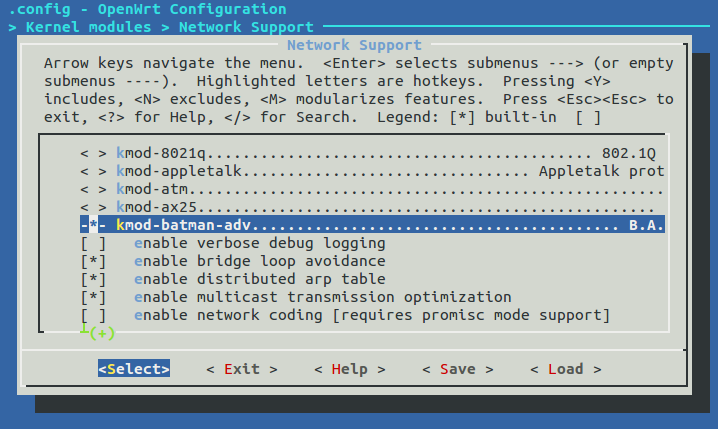 .config - OpenWrt Configuration
> Kernel modules > Network Support
Network Support
Arrow keys navigate the menu.  <Enter> selects submenus ---> (or empty
submenus ----).  Highlighted letters are hotkeys.  Pressing <Y>
includes, <N> excludes, <M> modularizes features.  Press <Esc><Esc> to
exit, <?> for Help, </> for Search.  Legend: [*] built-in  [ ]
< > kmod-8021q........................................... 802.1Q
< > kmod-appletalk................................ Appletalk prot
< > kmod-atm.....................................................
< > kmod-ax25...................................................
-*- kmod-batman-adv......................................... B.A.
[ ]   enable verbose debug logging
[*]   enable bridge loop avoidance
[*]   enable distributed arp table
[*]   enable multicast transmission optimization
[ ]   enable network coding [requires promisc mode support]
┴(+)
<Select>    < Exit >    < Help >    < Save >    < Load >